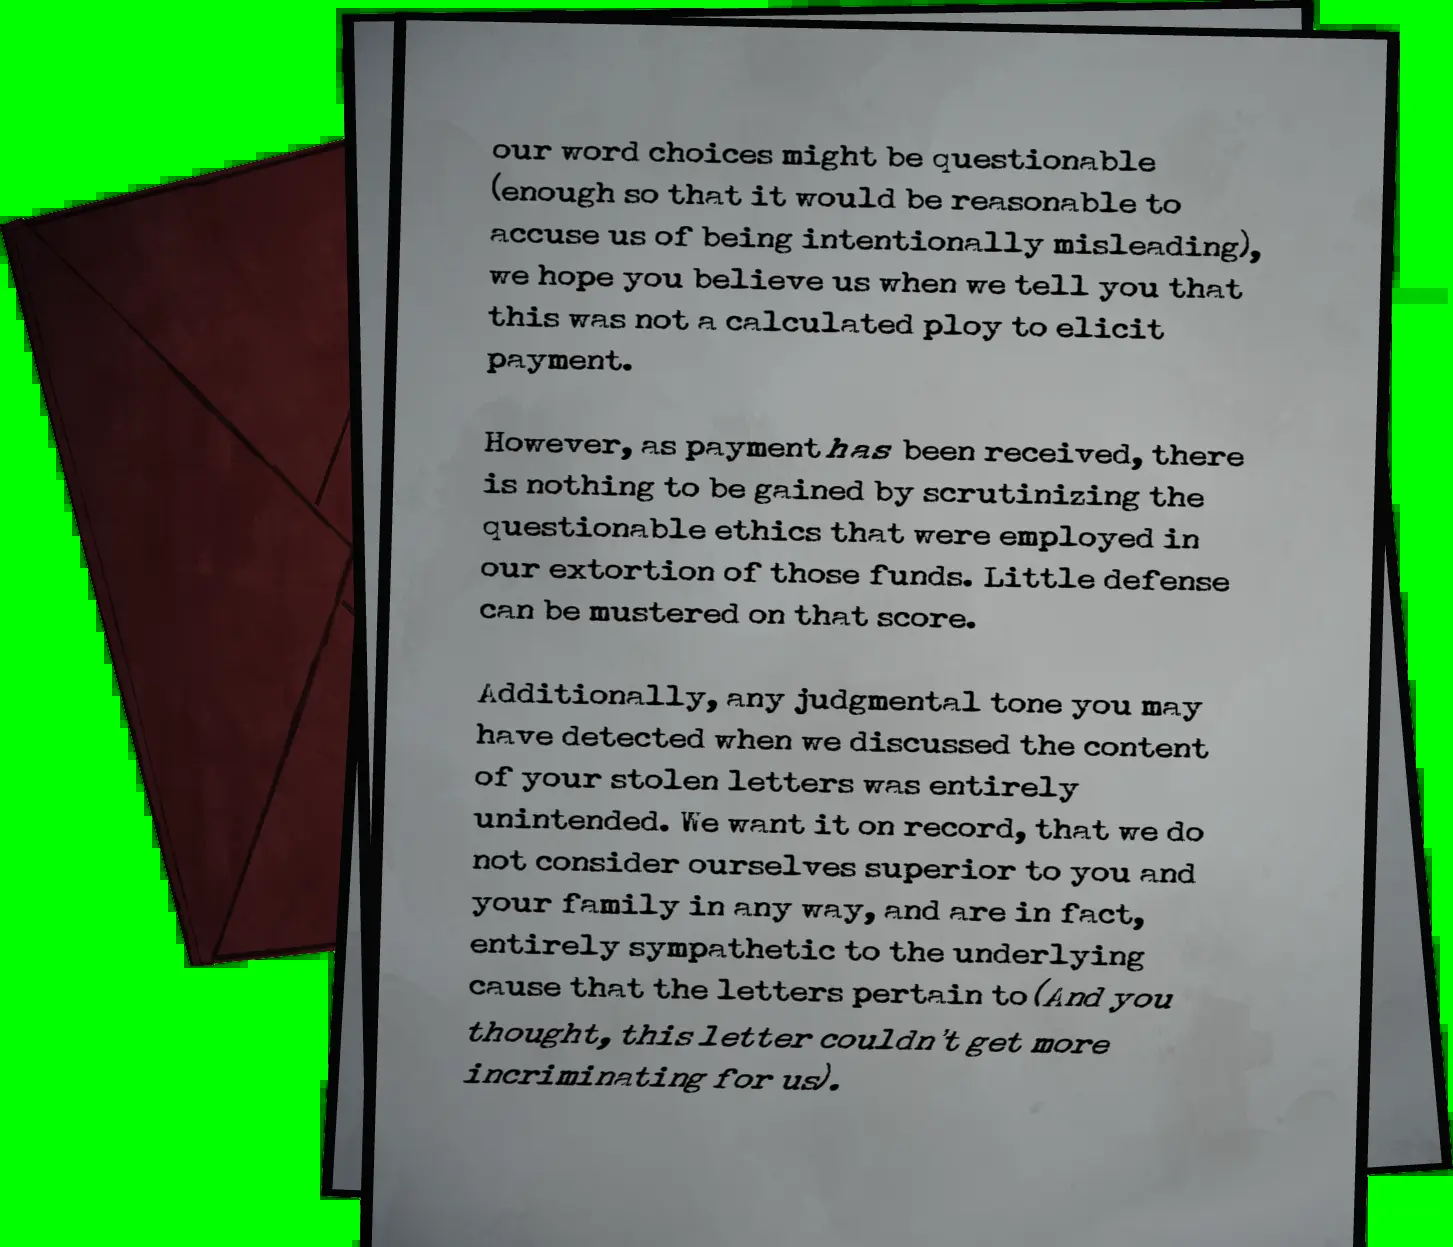 our word choices might be questionable
(enough so that it would be reasonable to
accuse us of being intentionally misleading),
we hope you believe us when we tell you that
this was not a calculated ploy to elicit
payment.
However, as payment has been received, there
is nothing to be gained by scrutinizing the
questionable ethics that were employed in
our extortion of those funds. Little defense
can be mustered on that score.
Additionally, any judgmental tone you may
have detected when we discussed the content
of your stolen letters was entirely
unintended. We want it on record, that we do
not consider ourselves superior to you and
your family in any way, and are in fact,
entirely sympathetic to the underlying
cause that the letters pertain to (And you
thought, this letter couldn't get more
incriminating for us).